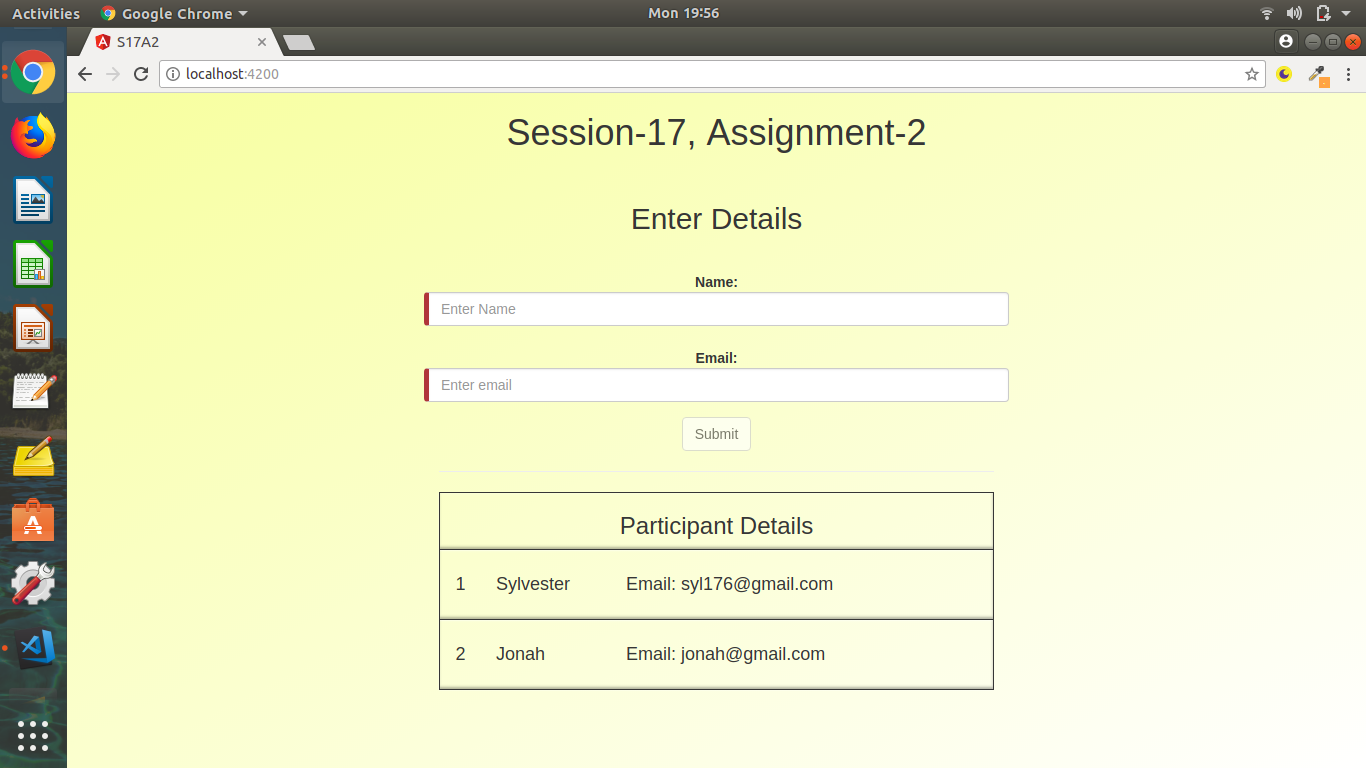 Activities Google Chrome Mon 19:56
S17A2
localhost:4200
Session-17, Assignment-2
Enter Details
Name:
Enter Name
Email:
Enter email
Submit
Participant Details
1 Sylvester Email: syl176@gmail.com
2 Jonah Email: jonah@gmail.com